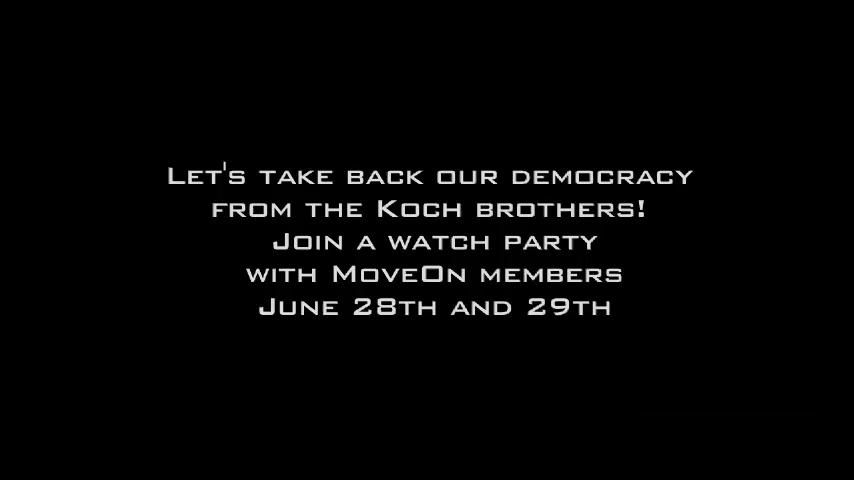 Let's take back our democracy
from the Koch brothers!
Join a watch party
with MoveOn members
June 28th and 29th